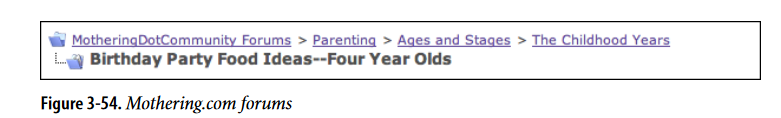 MotheringDotCommunity Forums > Parenting > Ages and Stages > The Childhood Years
Birthday Party Food Ideas--Four Year Olds
Figure 3-54. Mothering.com forums